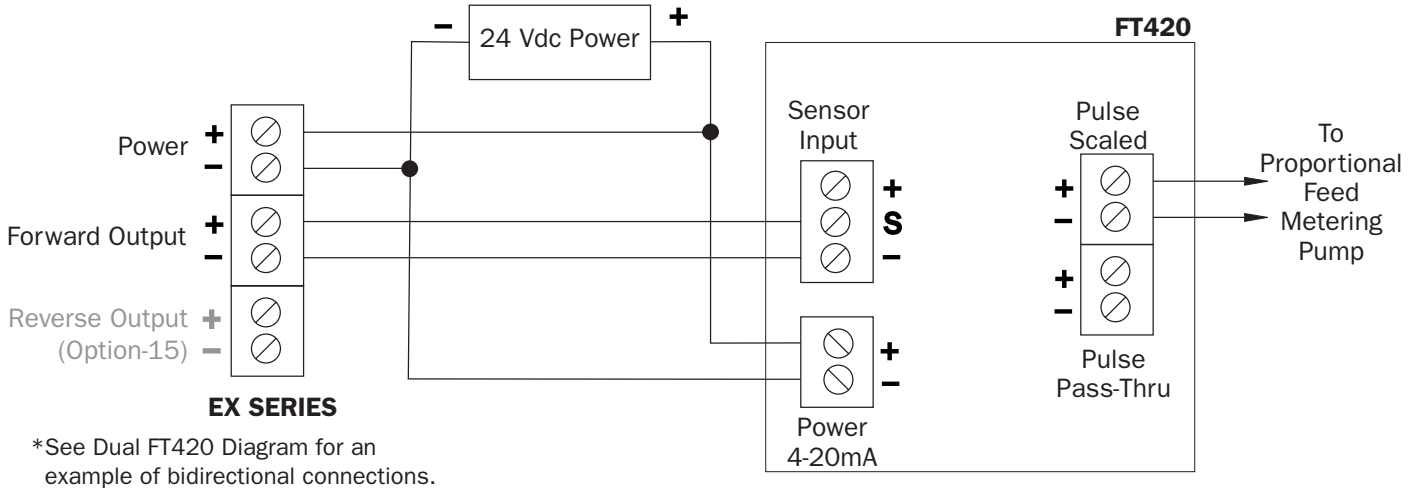 − 24 Vdc Power +
FT420
Power + −
Forward Output + −
Reverse Output +
(Option-15) −
EX SERIES
*See Dual FT420 Diagram for an
example of bidirectional connections.
Sensor
Input
+
S
−
+
−
Power
4-20mA
Pulse
Scaled
+
−
+
−
Pulse
Pass-Thru
To
Proportional
Feed
Metering
Pump